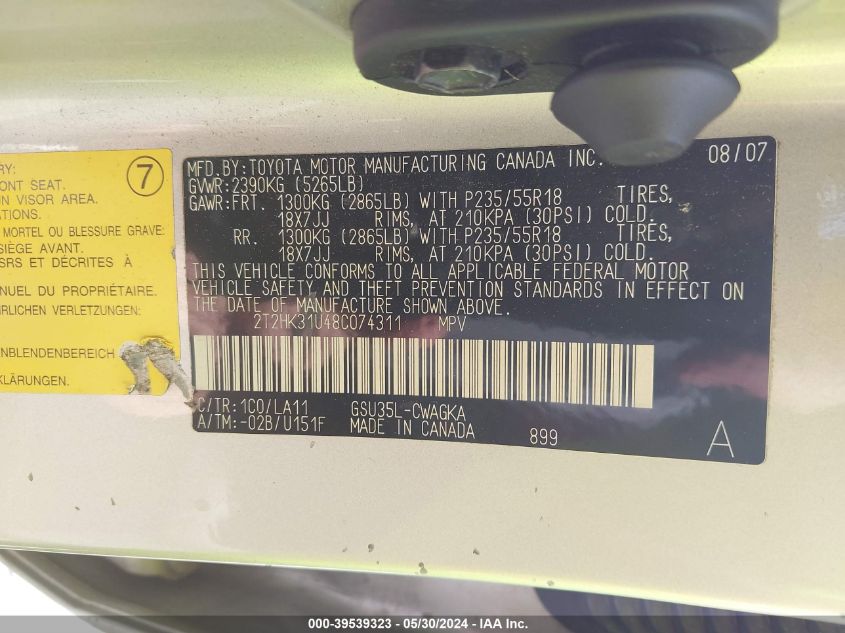 RY:
ONT SEAT.
UN VISOR AREA.
ATIONS.
MORTEL OU BLESSURE GRAVE:
SIÈGE AVANT.
SRS ET DÉCRITES À
NUEL DU PROPRIÉTAIRE.
RLICHEN VERLETZUNGEN:
NBLENDENBEREICH
KLÄRUNGEN.
7
MFD.BY:TOYOTA MOTOR MANUFACTURING CANADA INC. 08/07
GVWR:2390KG (5265LB)
GAWR:FRT. 1300KG (2865LB) WITH P235/55R18 TIRES,
18X7JJ RIMS, AT 210KPA (30PSI) COLD.
RR. 1300KG (2865LB) WITH P235/55R18 TIRES,
18X7JJ RIMS, AT 210KPA (30PSI) COLD.
THIS VEHICLE CONFORMS TO ALL APPLICABLE FEDERAL MOTOR
VEHICLE SAFETY AND THEFT PREVENTION STANDARDS IN EFFECT ON
THE DATE OF MANUFACTURE SHOWN ABOVE.
2T2HK31U48C074311 MPV
C/TR:1C0/LA11 GSU35L-CWAGKA
A/TM:-02B/U151F MADE IN CANADA 899 A
000-39539323 - 05/30/2024 - IAA Inc.